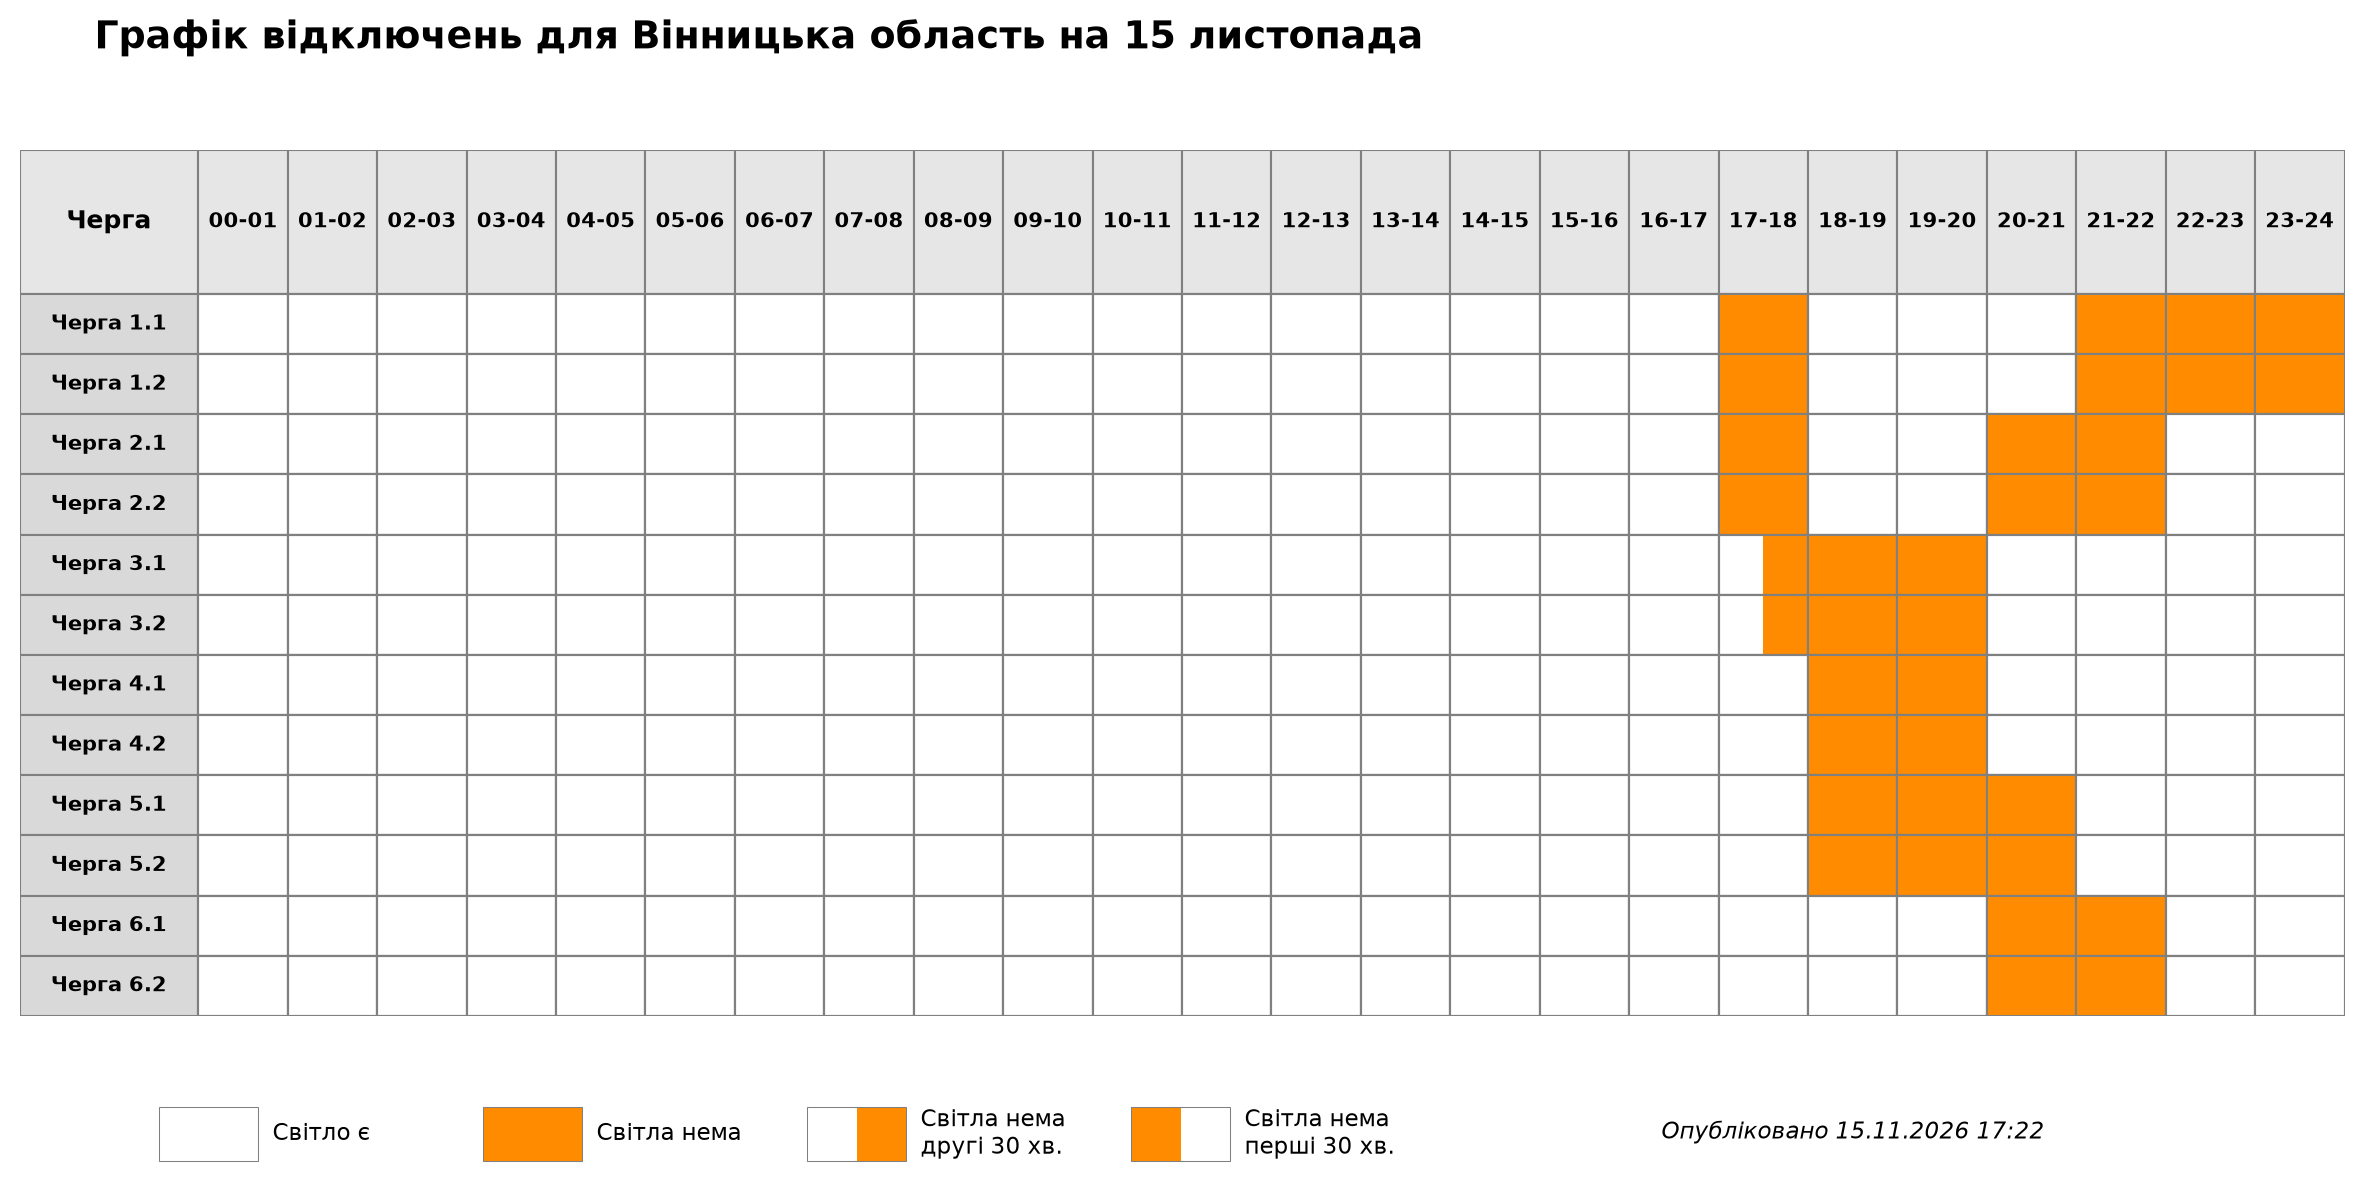 Графік відключень для Вінницька область на 15 листопада
Черга 00-01 01-02 02-03 03-04 04-05 05-06 06-07 07-08 08-09 09-10 10-11 11-12 12-13 13-14 14-15 15-16 16-17 17-18 18-19 19-20 20-21 21-22 22-23 23-24
Черга 1.1
Черга 1.2
Черга 2.1
Черга 2.2
Черга 3.1
Черга 3.2
Черга 4.1
Черга 4.2
Черга 5.1
Черга 5.2
Черга 6.1
Черга 6.2
Світло є
Світла нема
Світла нема
другі 30 хв.
Світла нема
перші 30 хв.
Опубліковано 15.11.2026 17:22